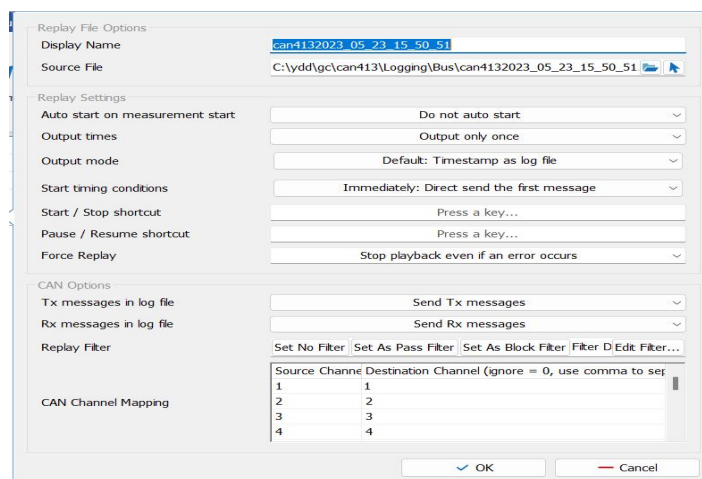 Replay File Options
Display Name can4132023_05_23_15_50_51
Source File C:\ydd\gc\can413\Logging\Bus\can4132023_05_23_15_50_51
Replay Settings
Auto start on measurement start Do not auto start
Output times Output only once
Output mode Default: Timestamp as log file
Start timing conditions Immediately: Direct send the first message
Start / Stop shortcut Press a key...
Pause / Resume shortcut Press a key...
Force Replay Stop playback even if an error occurs
CAN Options
Tx messages in log file Send Tx messages
Rx messages in log file Send Rx messages
Replay Filter Set No Filter Set As Pass Filter Set As Block Filter Filter D Edit Filter...
Source Channe Destination Channel (ignore = 0, use comma to sep
1 1
2 2
CAN Channel Mapping
3 3
4 4
OK Cancel